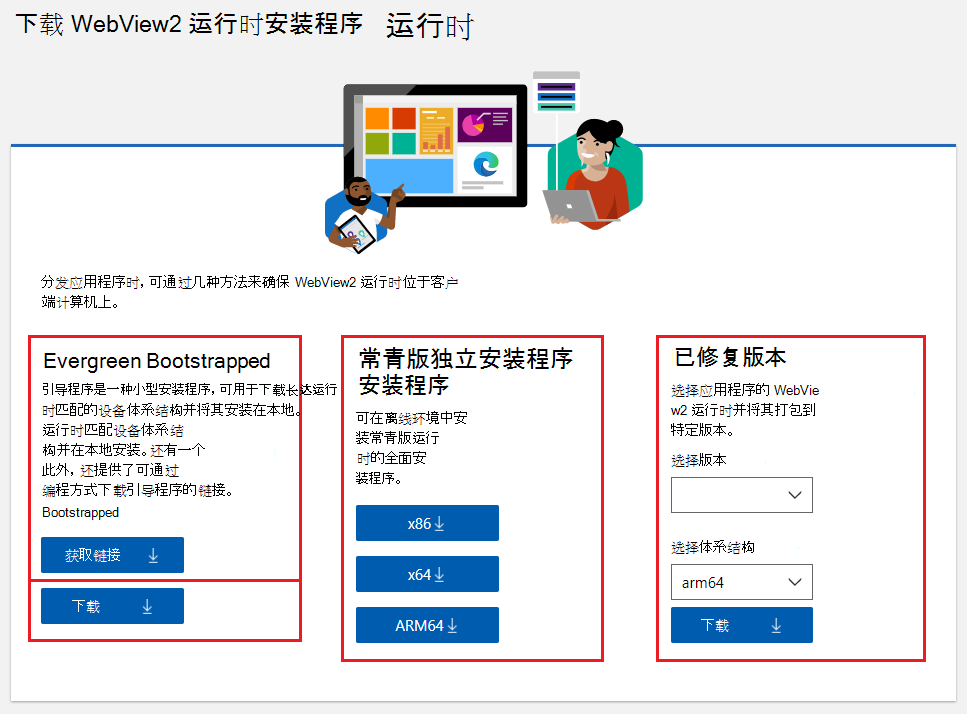 下载 WebView2 运行时安装程序 运行时
分发应用程序时, 可通过几种方法来确保 WebView2 运行时位于客户
端计算机上。
Evergreen Bootstrapped
引导程序是一种小型安装程序, 可用于下载长达运行
时匹配的设备体系结构并将其安装在本地。
运行时匹配设备体系结
构并在本地安装。还有一个
此外, 还提供了可通过
编程方式下载引导程序的链接。
Bootstrapped
获取链接
下载
常青版独立安装程序
安装程序
可在离线环境中安
装常青版运行
时的全面安
装程序。
x86
x64
ARM64
已修复版本
选择应用程序的 WebVie
w2 运行时并将其打包到
特定版本。
选择版本
选择体系结构
arm64
下载